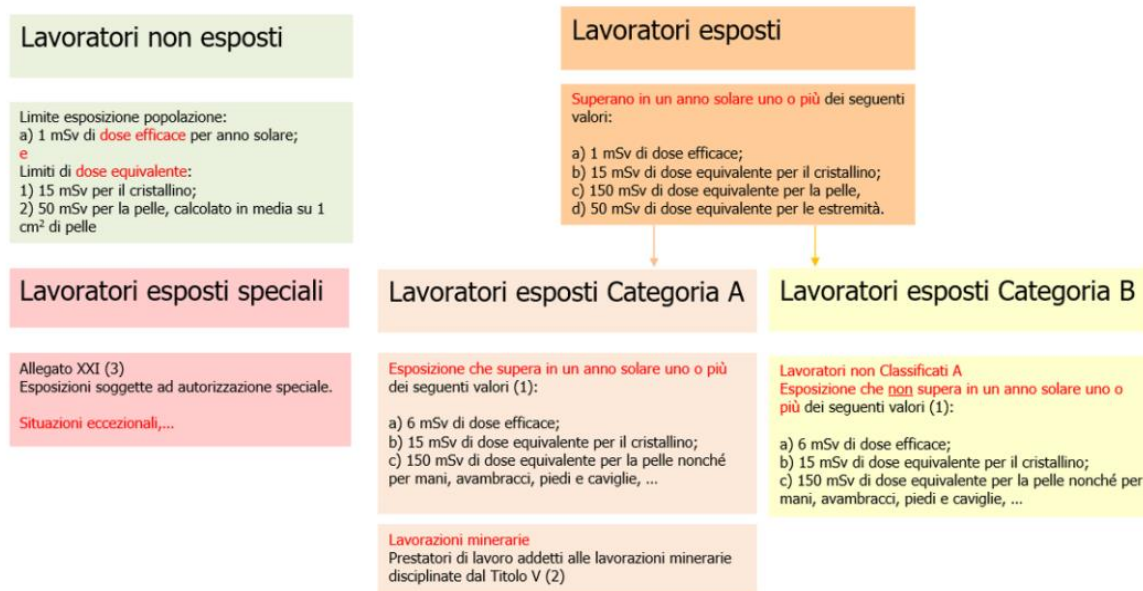 Lavoratori non esposti
Limite esposizione popolazione:
a) 1 mSv di dose efficace per anno solare;
e
Limiti di dose equivalente:
1) 15 mSv per il cristallino;
2) 50 mSv per la pelle, calcolato in media su 1
cm² di pelle
Lavoratori esposti
Superano in un anno solare uno o più dei seguenti
valori:
a) 1 mSv di dose efficace;
b) 15 mSv di dose equivalente per il cristallino;
c) 150 mSv di dose equivalente per la pelle,
d) 50 mSv di dose equivalente per le estremità.
Lavoratori esposti speciali
Allegato XXI (3)
Esposizioni soggette ad autorizzazione speciale.
Situazioni eccezionali,...
Lavoratori esposti Categoria A
Esposizione che supera in un anno solare uno o più
dei seguenti valori (1):
a) 6 mSv di dose efficace;
b) 15 mSv di dose equivalente per il cristallino;
c) 150 mSv di dose equivalente per la pelle nonché
per mani, avambracci, piedi e caviglie, ...
Lavorazioni minerarie
Prestatori di lavoro addetti alle lavorazioni minerarie
disciplinate dal Titolo V (2)
Lavoratori esposti Categoria B
Lavoratori non Classificati A
Esposizione che non supera in un anno solare uno o
più dei seguenti valori (1):
a) 6 mSv di dose efficace;
b) 15 mSv di dose equivalente per il cristallino;
c) 150 mSv di dose equivalente per la pelle nonché per
mani, avambracci, piedi e caviglie, ...